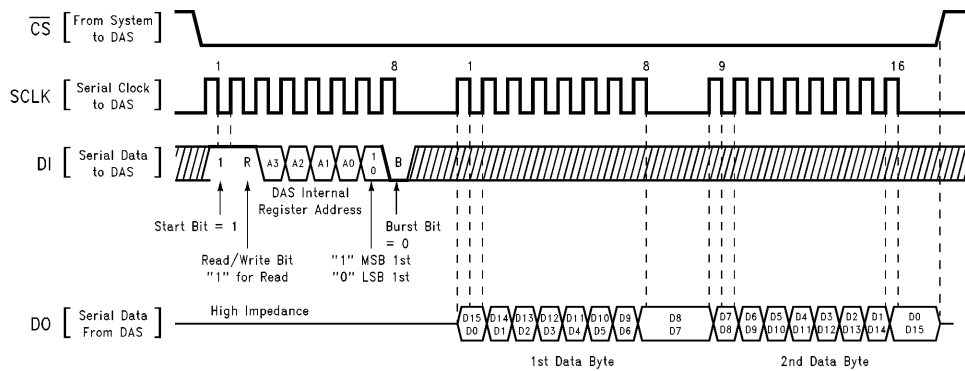 CS [ From System to DAS ]
1 8 1 8 9 16
SCLK [ Serial Clock to DAS ]
DI [ Serial Data to DAS ]
1 R A3 A2 A1 A0 1 0 B
DAS Internal
Register Address
Start Bit = 1
Burst Bit
= 0
Read/Write Bit
"1" for Read
"1" MSB 1st
"0" LSB 1st
DO [ Serial Data From DAS ]
High Impedance
D15 D14 D13 D12 D11 D10 D9 D8 D7 D6 D5 D4 D3 D2 D1 D0
D0 D1 D2 D3 D4 D5 D6 D7 D8 D9 D10 D11 D12 D13 D14 D15
1st Data Byte 2nd Data Byte